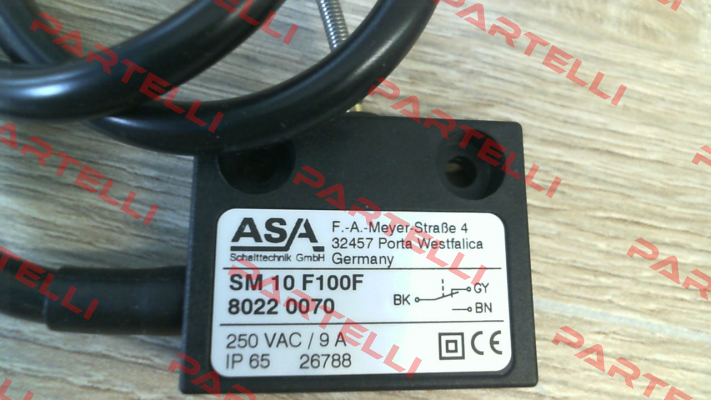 ASA
Schalttechnik GmbH
F.-A.-Meyer-Straße 4
32457 Porta Westfalica
Germany
SM 10 F100F
8022 0070
BK
GY
BN
250 VAC / 9 A
IP 65 26788
CE
PARTELLI
PARTELLI
PARTELLI
PARTELLI
PARTELLI
PARTELLI
PARTELLI
PARTELLI